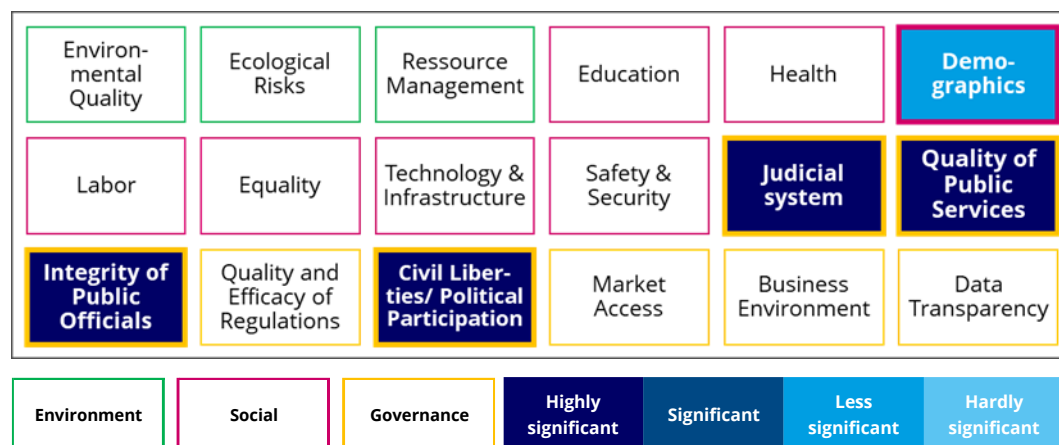 Environ-
mental
Quality
Ecological
Risks
Ressource
Management
Education
Health
Demo-
graphics
Labor
Equality
Technology &
Infrastructure
Safety &
Security
Judicial
system
Quality of
Public
Services
Integrity of
Public
Officials
Quality and
Efficacy of
Regulations
Civil Liber-
ties/ Political
Participation
Market
Access
Business
Environment
Data
Transparency
Environment
Social
Governance
Highly
significant
Significant
Less
significant
Hardly
significant